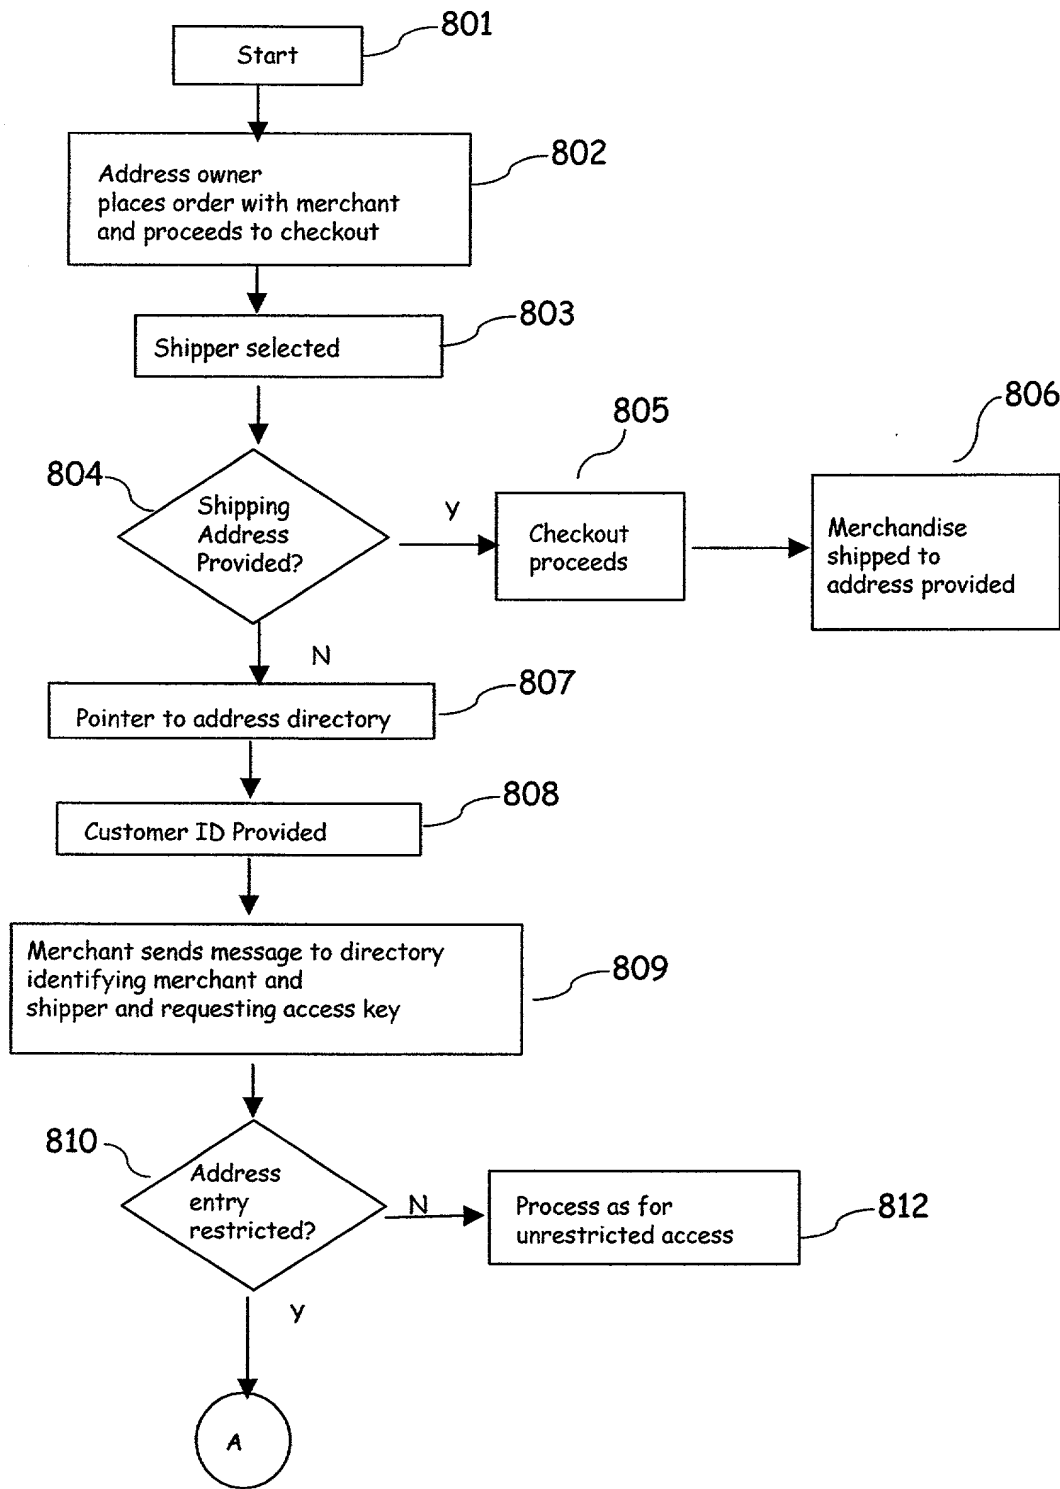 801
Start
802
Address owner
places order with merchant
and proceeds to checkout
803
Shipper selected
804
Shipping
Address
Provided?
Y
805
Checkout
proceeds
806
Merchandise
shipped to
address provided
N
807
Pointer to address directory
808
Customer ID Provided
809
Merchant sends message to directory
identifying merchant and
shipper and requesting access key
810
Address
entry
restricted?
N
Process as for
unrestricted access
812
Y
A